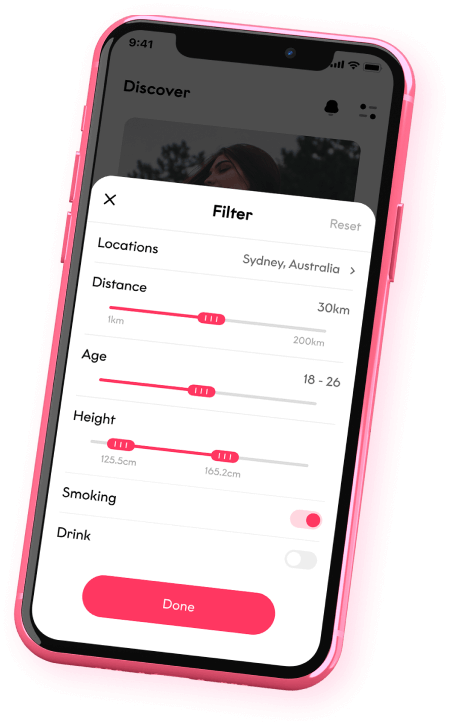 9:41
Discover
Filter
Reset
Locations
Sydney, Australia
Distance
30km
1km
200km
Age
18 - 26
Height
125.5cm
165.2cm
Smoking
Drink
Done